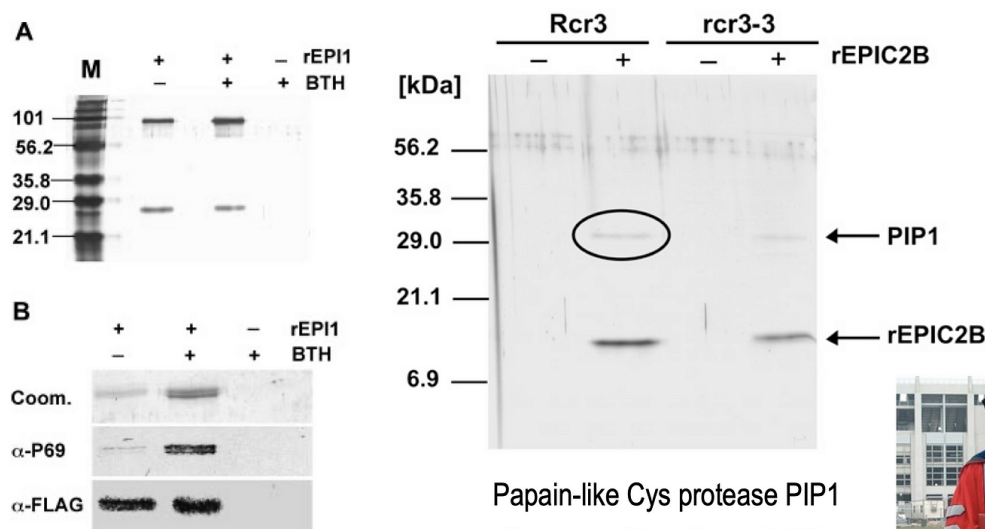 A
M
+ + – rEPI1
– + + BTH
101
56.2
35.8
29.0
21.1
B
+ + – rEPI1
– + + BTH
Coom.
α-P69
α-FLAG
Rcr3 rcr3-3
– + – + rEPIC2B
[kDa]
56.2
35.8
29.0
21.1
6.9
PIP1
rEPIC2B
Papain-like Cys protease PIP1